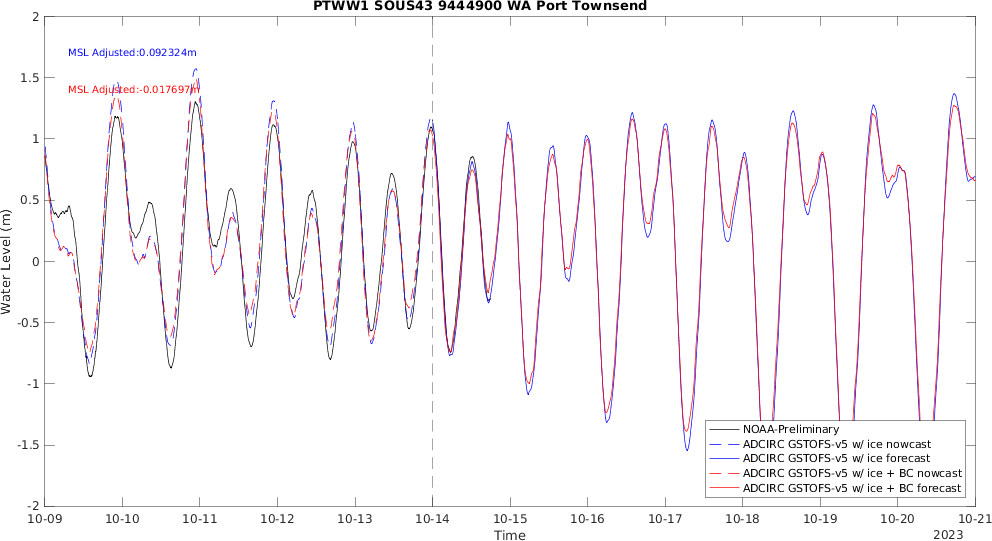 PTWW1 SOUS43 9444900 WA Port Townsend
MSL Adjusted:0.092324m
MSL Adjusted:-0.017697m
Water Level (m)
2
1.5
1
0.5
0
-0.5
-1
-1.5
-2
NOAA-Preliminary
ADCIRC GSTOFS-v5 w/ ice nowcast
ADCIRC GSTOFS-v5 w/ ice forecast
ADCIRC GSTOFS-v5 w/ ice + BC nowcast
ADCIRC GSTOFS-v5 w/ ice + BC forecast
10-09 10-10 10-11 10-12 10-13 10-14 10-15 10-16 10-17 10-18 10-19 10-20 10-21
Time
2023